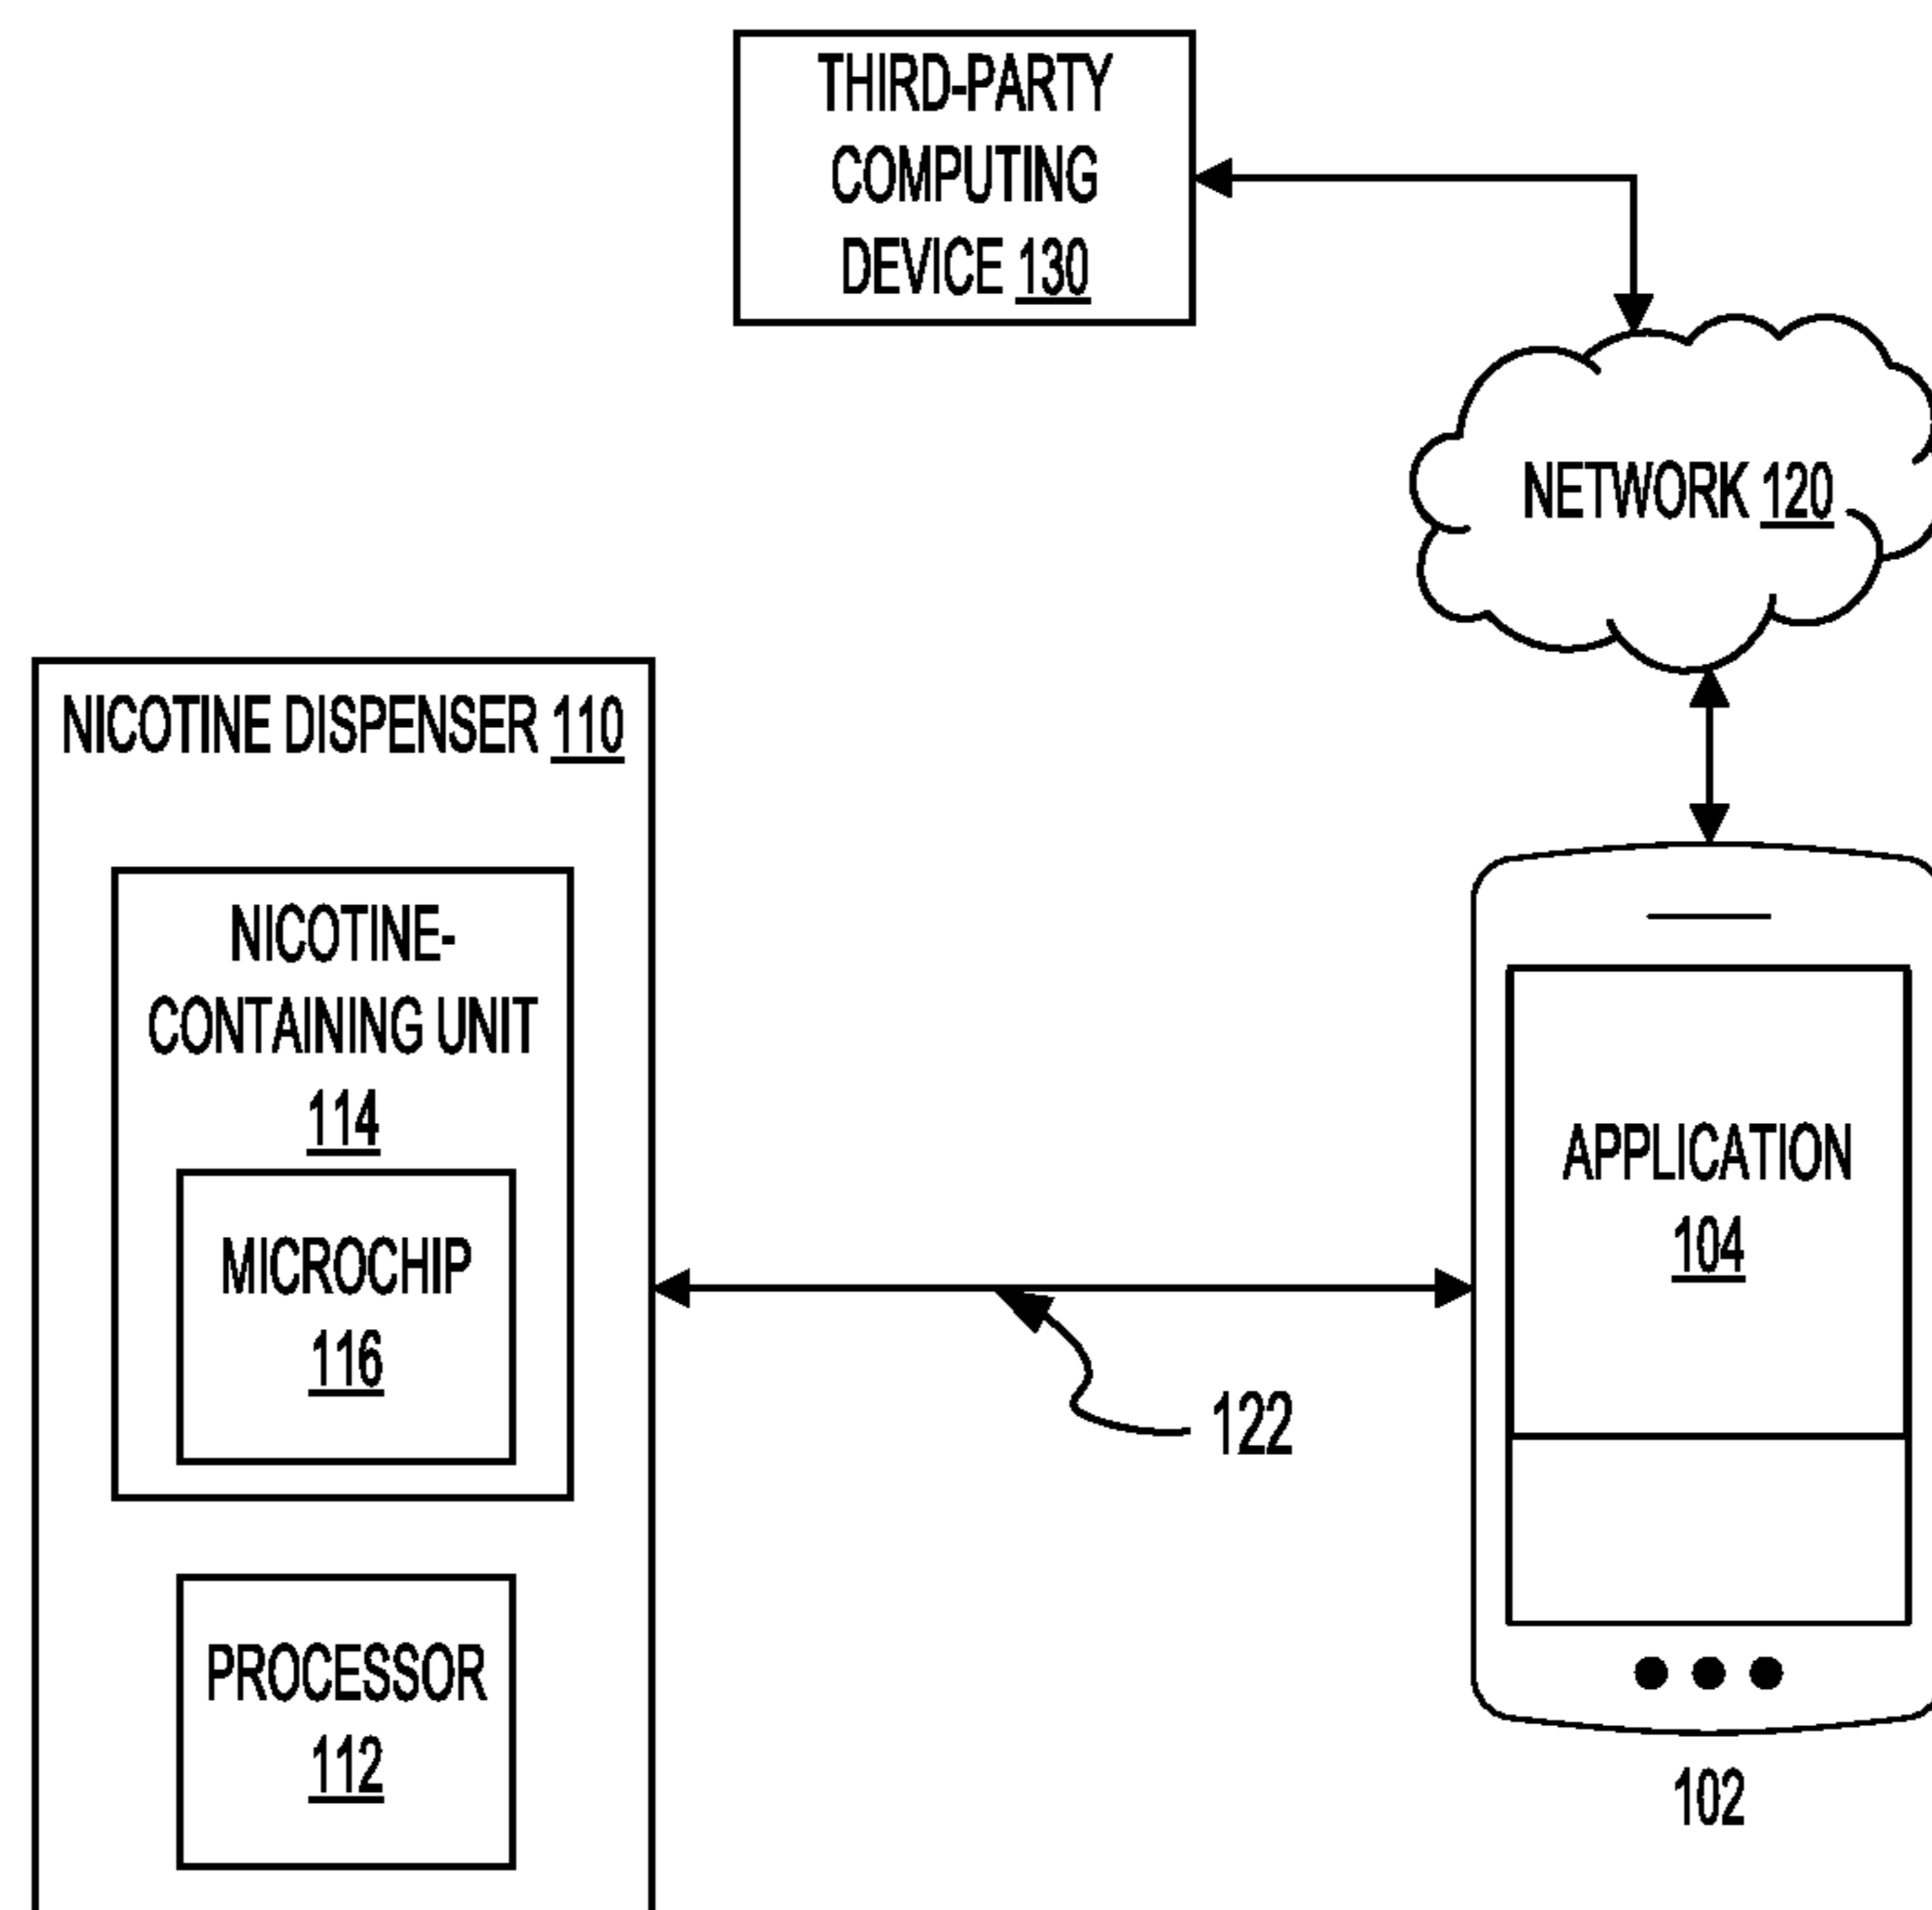 THIRD-PARTY
COMPUTING
DEVICE 130
NETWORK 120
NICOTINE DISPENSER 110
NICOTINE-
CONTAINING UNIT
114
MICROCHIP
116
PROCESSOR
112
122
APPLICATION
104
102